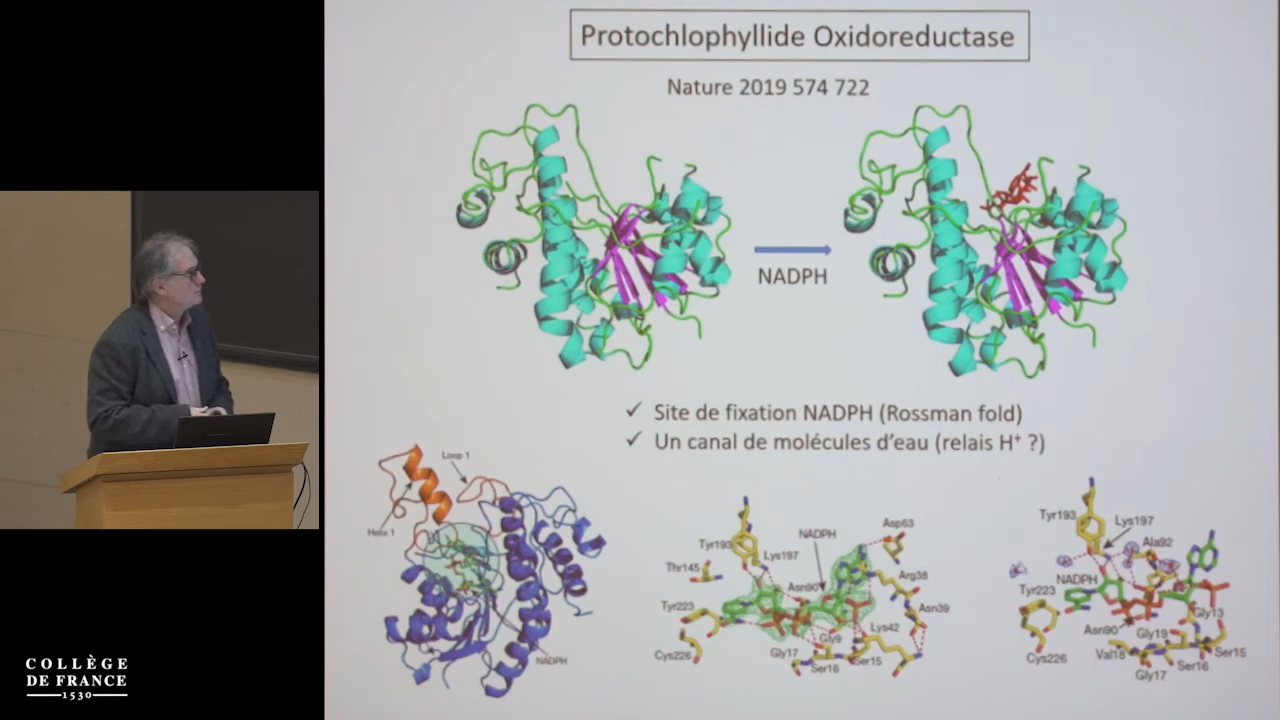 Protochlophyllide Oxidoreductase
Nature 2019 574 722
NADPH
✓ Site de fixation NADPH (Rossman fold)
✓ Un canal de molécules d'eau (relais H⁺ ?)
Loop 1
Helix 1
NADPH
Tyr193
Lys197
NADPH
Asp63
Thr145
Asn90
Arg38
Tyr223
Asn39
Lys42
Gly9
Cys226
Gly17
Ser16
Ser15
Tyr193
Lys197
Ala92
NADPH
Tyr223
Gly13
Asn90
Gly19
Cys226
Val18
Ser15
Ser16
Gly17
COLLÈGE
DE FRANCE
1530